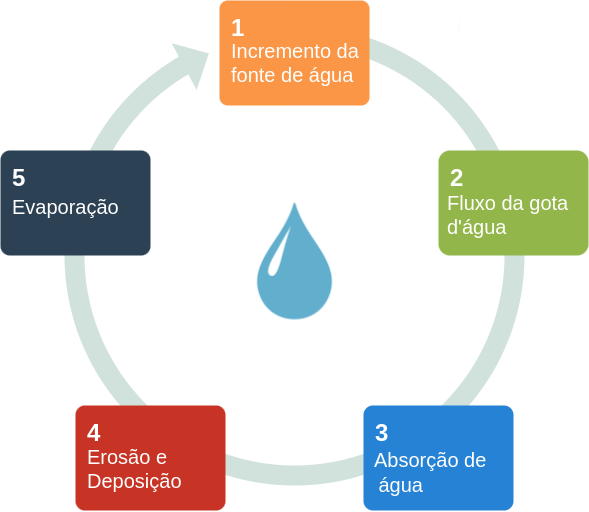 1
Incremento da
fonte de água
2
Fluxo da gota
d'água
3
Absorção de
água
4
Erosão e
Deposição
5
Evaporação